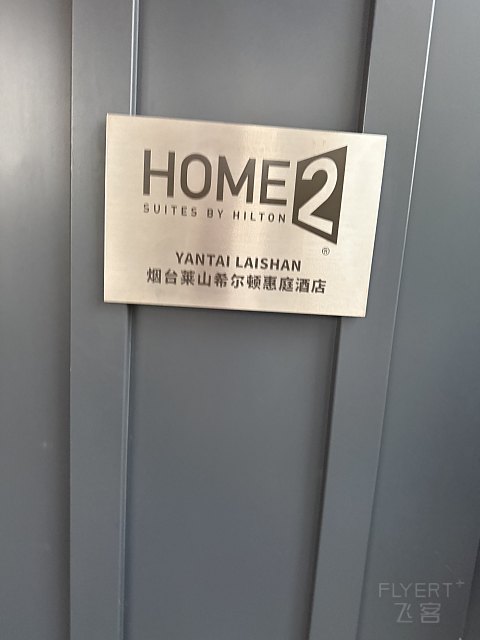 HOME2
SUITES BY HILTON
®
YANTAI LAISHAN
烟台莱山希尔顿惠庭酒店
FLYERT+
飞客